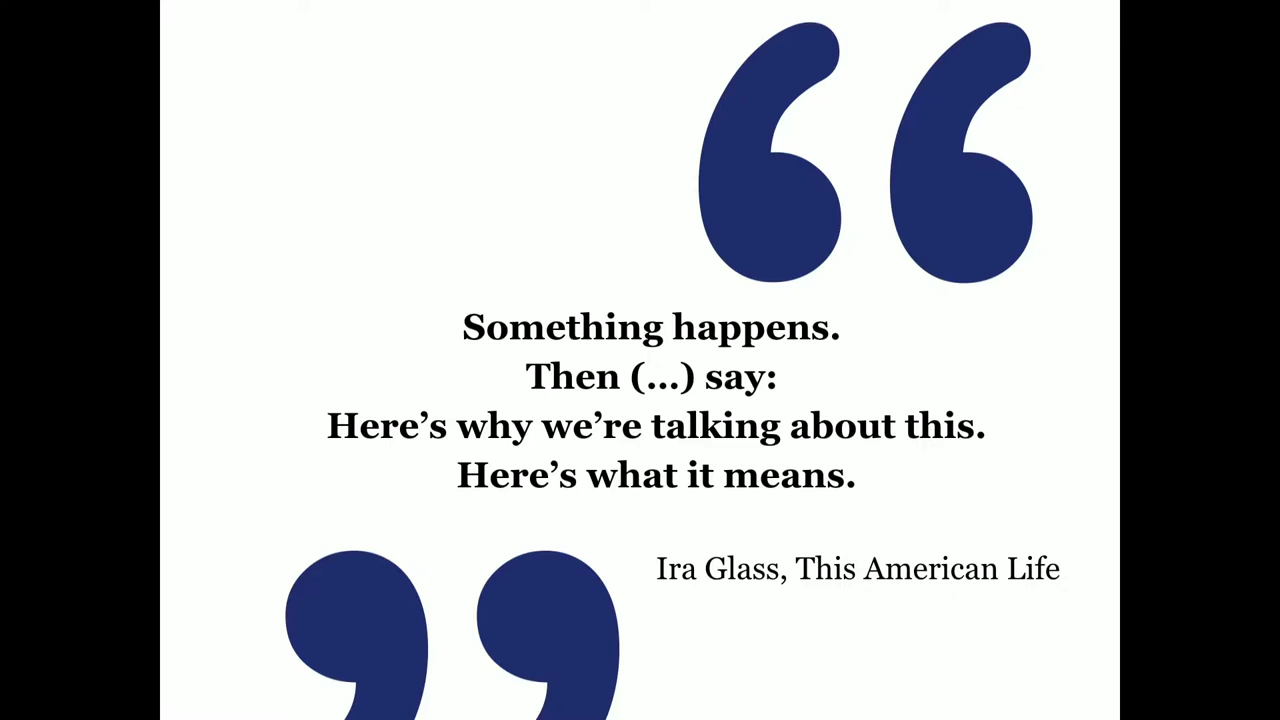 Something happens.
Then (...) say:
Here’s why we’re talking about this.
Here’s what it means.
Ira Glass, This American Life